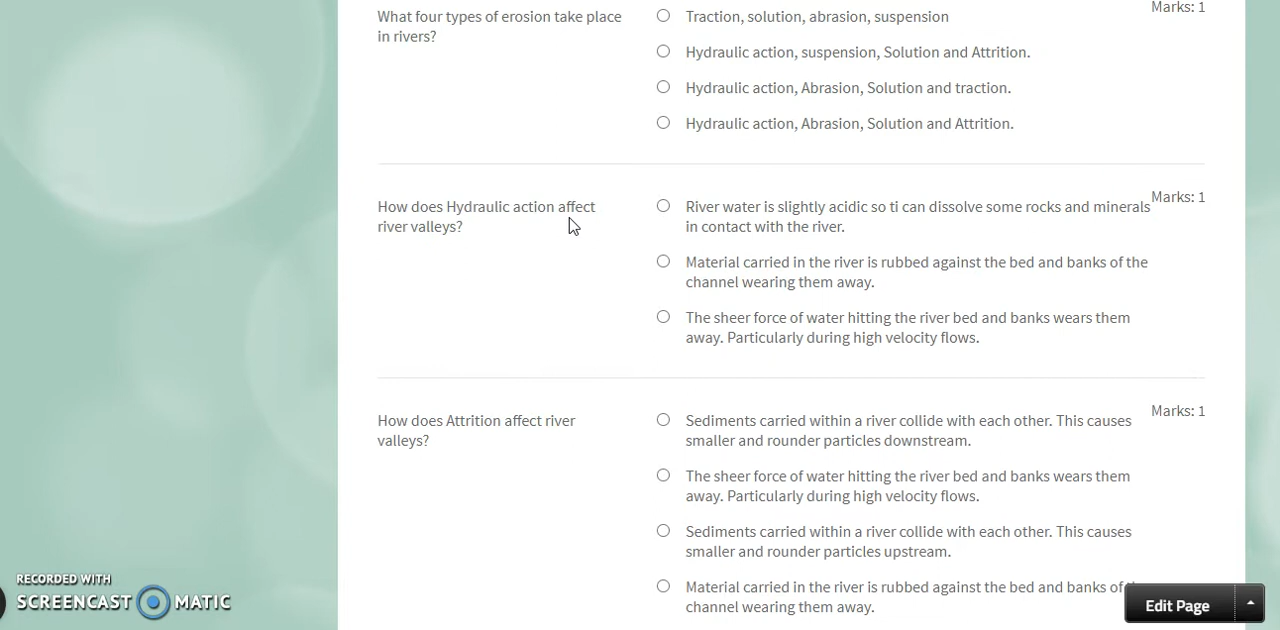 What four types of erosion take place
in rivers?
Traction, solution, abrasion, suspension
Marks: 1
Hydraulic action, suspension, Solution and Attrition.
Hydraulic action, Abrasion, Solution and traction.
Hydraulic action, Abrasion, Solution and Attrition.
How does Hydraulic action affect
river valleys?
River water is slightly acidic so ti can dissolve some rocks and minerals
in contact with the river.
Marks: 1
Material carried in the river is rubbed against the bed and banks of the
channel wearing them away.
The sheer force of water hitting the river bed and banks wears them
away. Particularly during high velocity flows.
How does Attrition affect river
valleys?
Sediments carried within a river collide with each other. This causes
smaller and rounder particles downstream.
Marks: 1
The sheer force of water hitting the river bed and banks wears them
away. Particularly during high velocity flows.
Sediments carried within a river collide with each other. This causes
smaller and rounder particles upstream.
Material carried in the river is rubbed against the bed and banks of
channel wearing them away.
Edit Page
RECORDED WITH
SCREENCAST MATIC